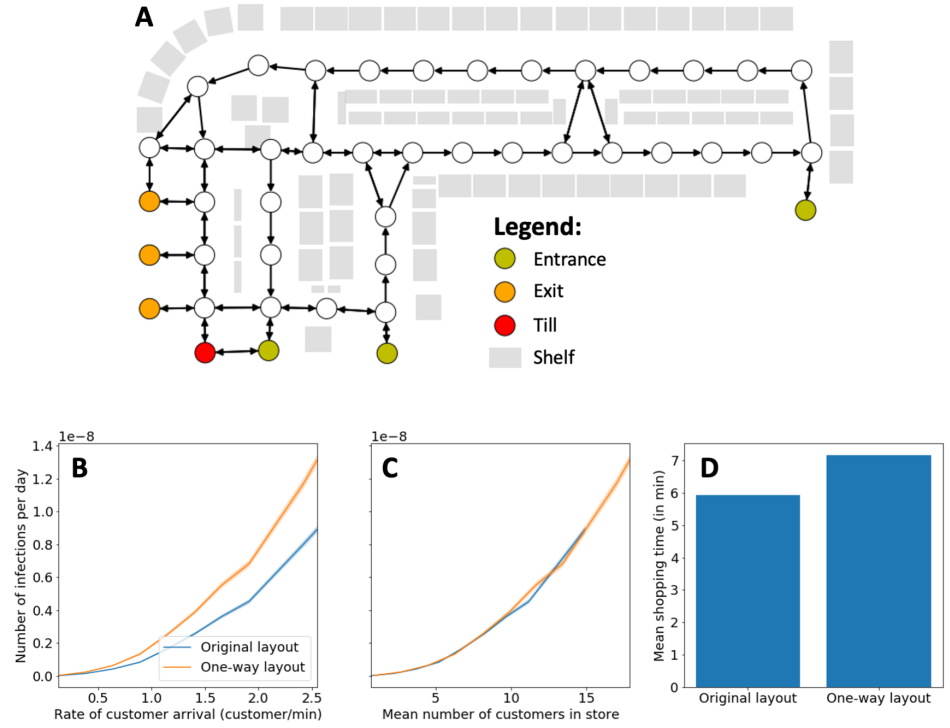 A
Legend:
Entrance
Exit
Till
Shelf
1e−8
B
Number of infections per day
1.4
1.2
1.0
0.8
0.6
0.4
0.2
0.0
Original layout
One-way layout
0.5 1.0 1.5 2.0 2.5
Rate of customer arrival (customer/min)
1e−8
C
5 10 15
Mean number of customers in store
D
Mean shopping time (in min)
7
6
5
4
3
2
1
0
Original layout One-way layout